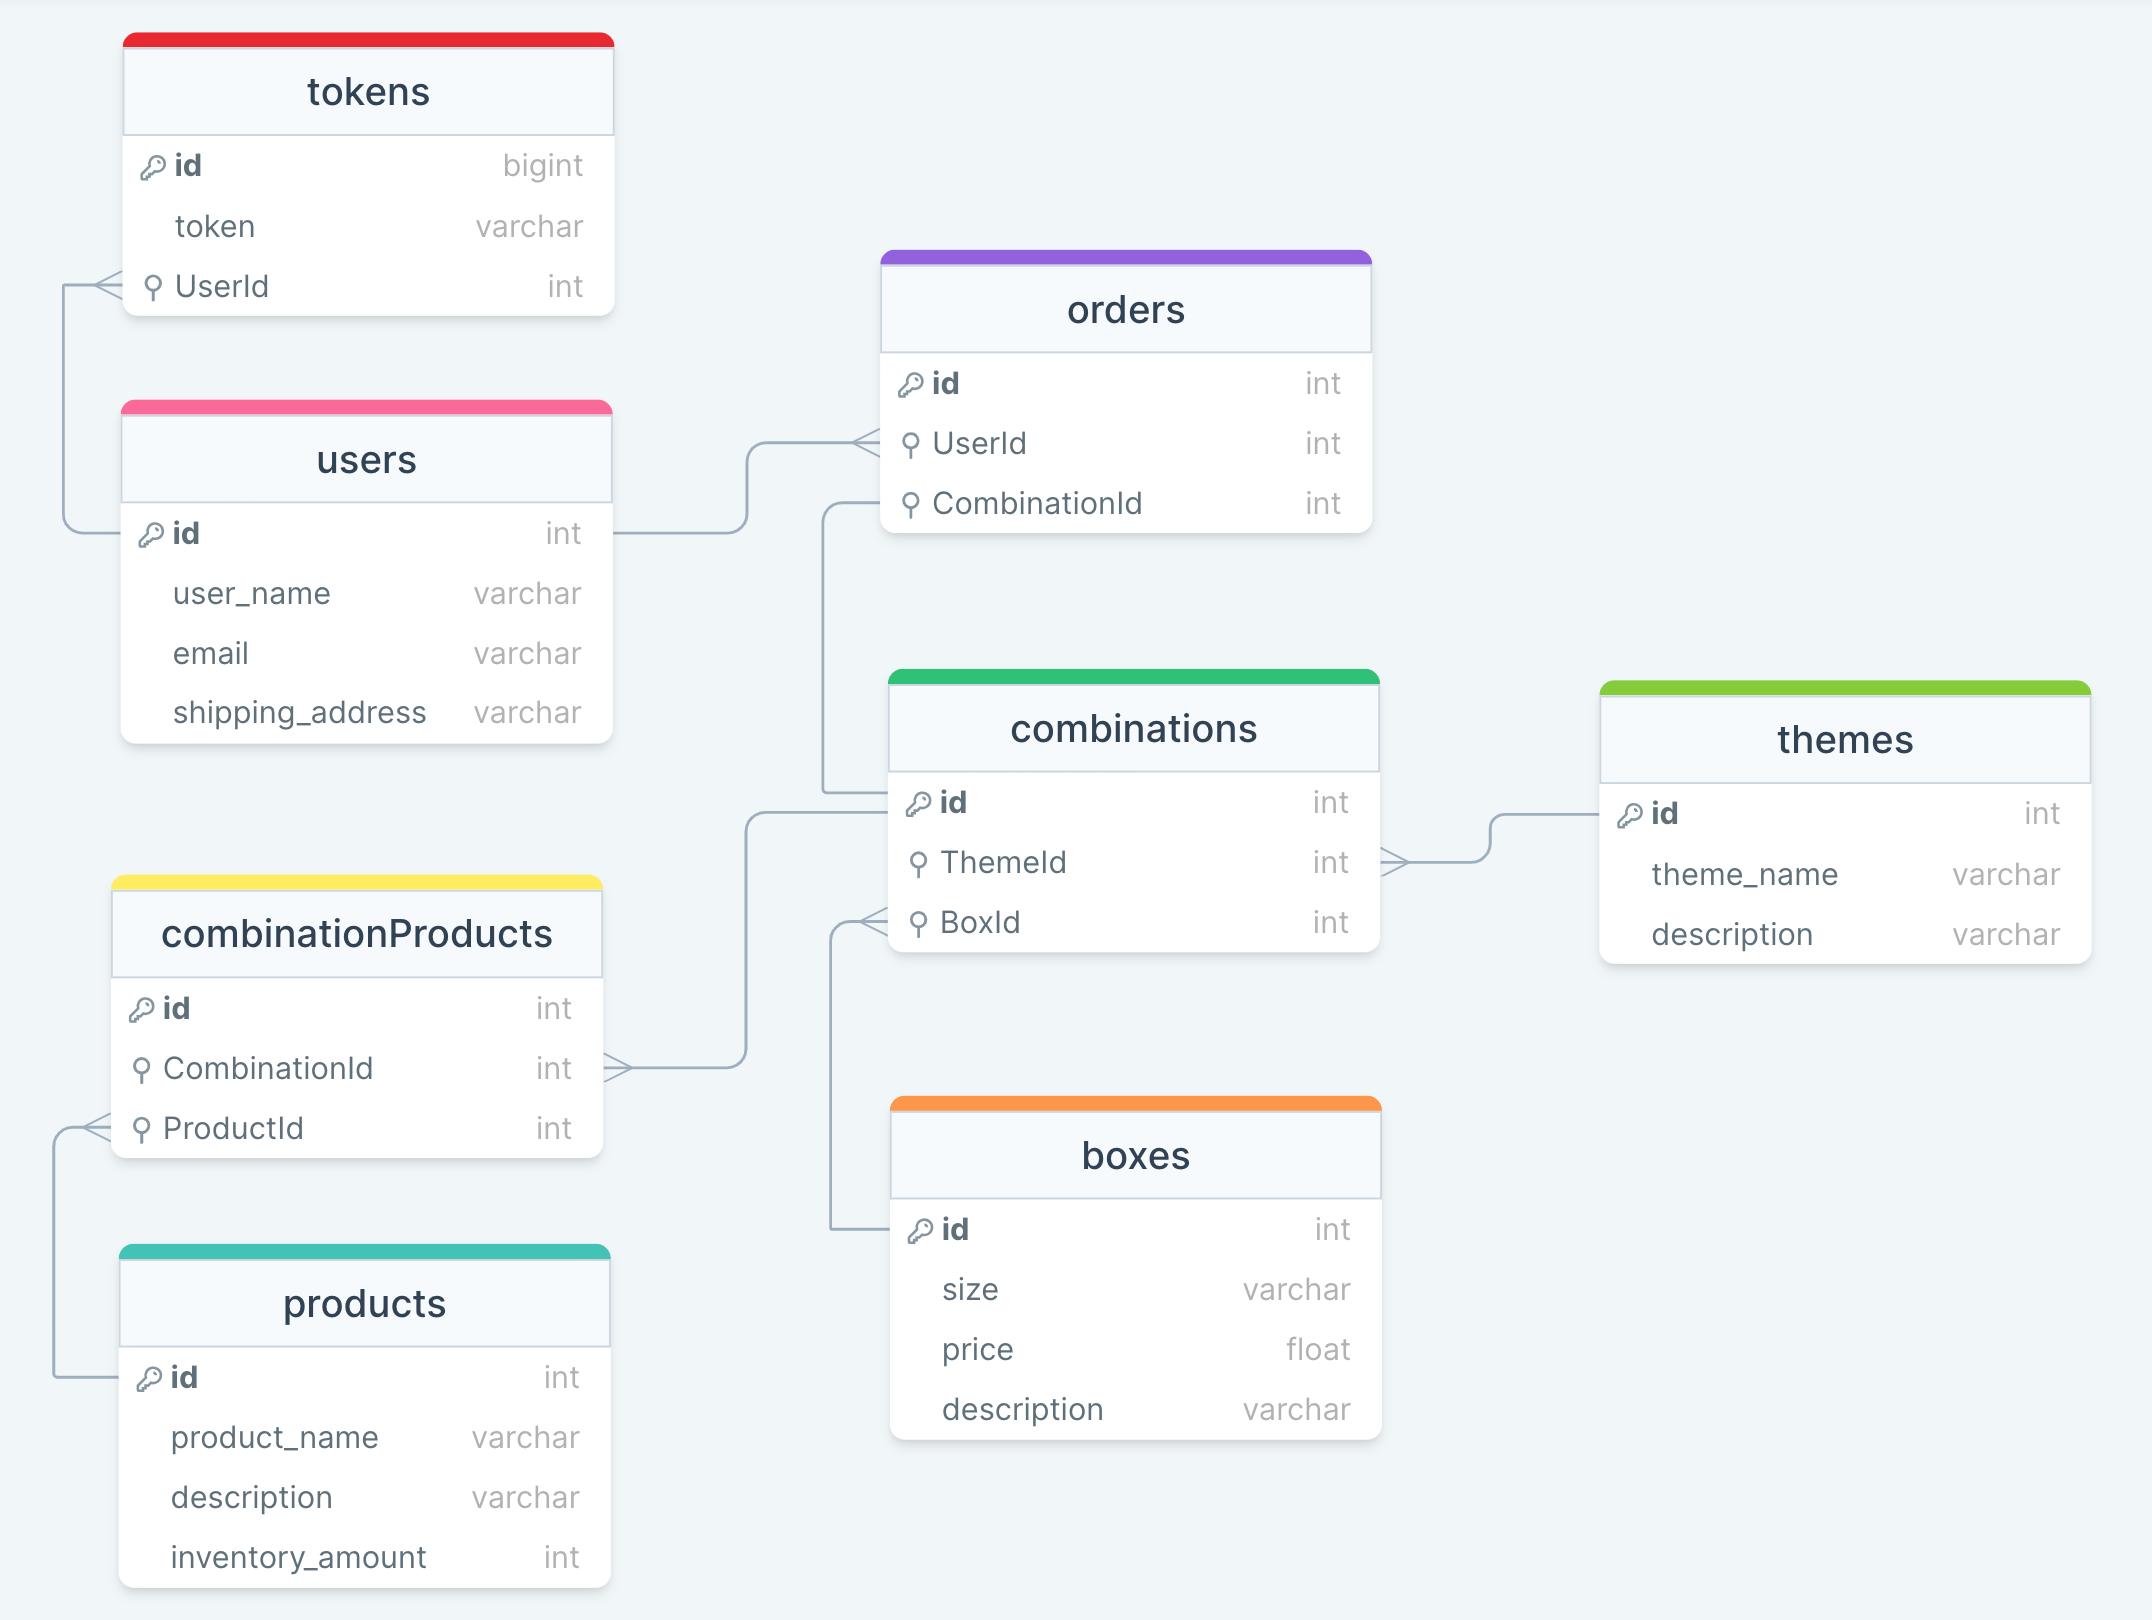 tokens
id bigint
token varchar
UserId int
users
id int
user_name varchar
email varchar
shipping_address varchar
combinationProducts
id int
CombinationId int
ProductId int
products
id int
product_name varchar
description varchar
inventory_amount int
orders
id int
UserId int
CombinationId int
combinations
id int
ThemeId int
BoxId int
boxes
id int
size varchar
price float
description varchar
themes
id int
theme_name varchar
description varchar